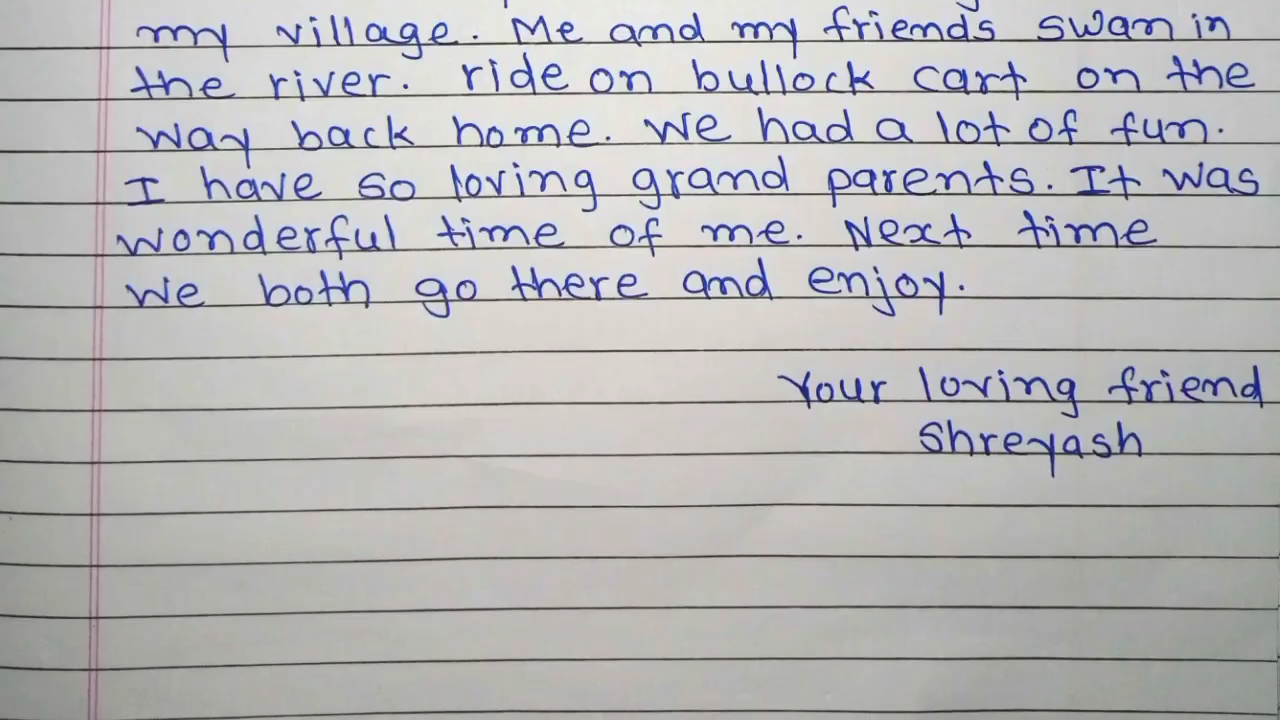 my village. Me and my friends swam in
the river. ride on bullock cart on the
way back home. We had a lot of fun.
I have so loving grand parents. It was
wonderful time of me. Next time
we both go there and enjoy.
Your loving friend
Shreyash